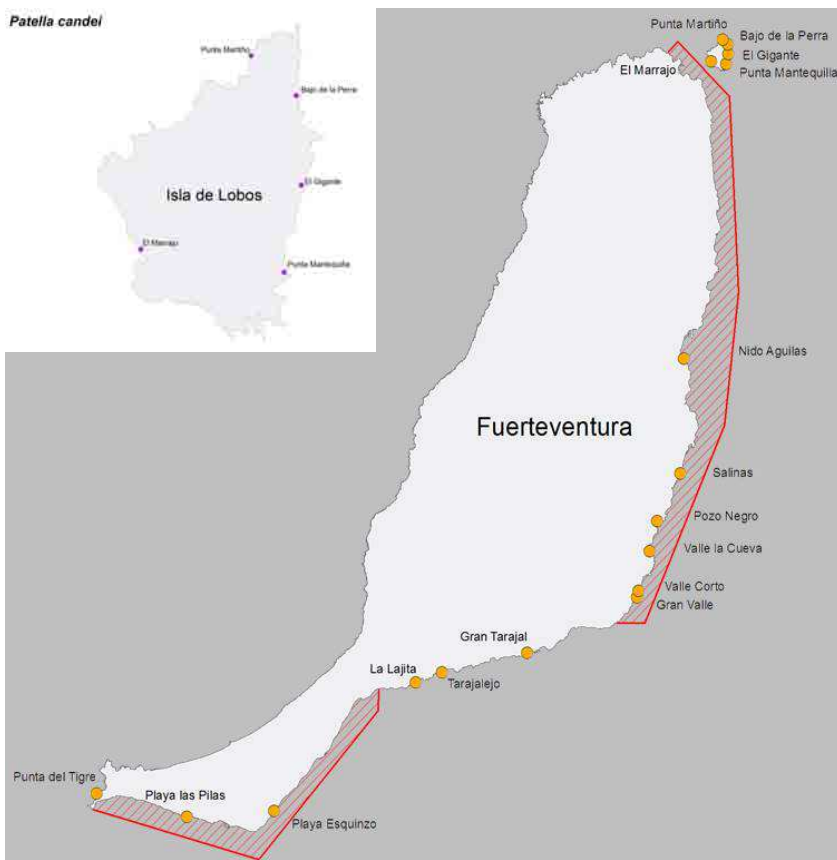 Patella candei
Punta Martiño
Bajo de la Perra
El Gigante
Isla de Lobos
El Marrajo
Punta Mantequilla
Punta Martiño
Bajo de la Perra
El Gigante
El Marrajo
Punta Mantequilla
Nido Aguilas
Fuerteventura
Salinas
Pozo Negro
Valle la Cueva
Valle Corto
Gran Valle
Gran Tarajal
La Lajita
Tarajalejo
Punta del Tigre
Playa las Pilas
Playa Esquinzo